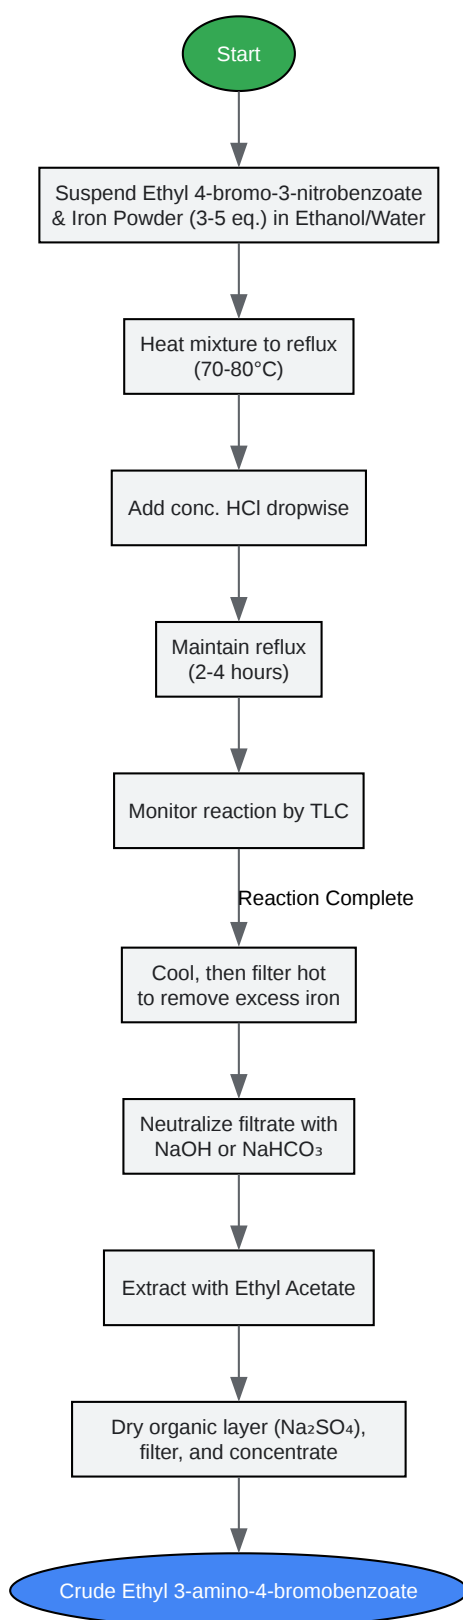 Start
Suspend Ethyl 4-bromo-3-nitrobenzoate
& Iron Powder (3-5 eq.) in Ethanol/Water
Heat mixture to reflux
(70-80°C)
Add conc. HCl dropwise
Maintain reflux
(2-4 hours)
Monitor reaction by TLC
Reaction Complete
Cool, then filter hot
to remove excess iron
Neutralize filtrate with
NaOH or NaHCO₃
Extract with Ethyl Acetate
Dry organic layer (Na₂SO₄),
filter, and concentrate
Crude Ethyl 3-amino-4-bromobenzoate